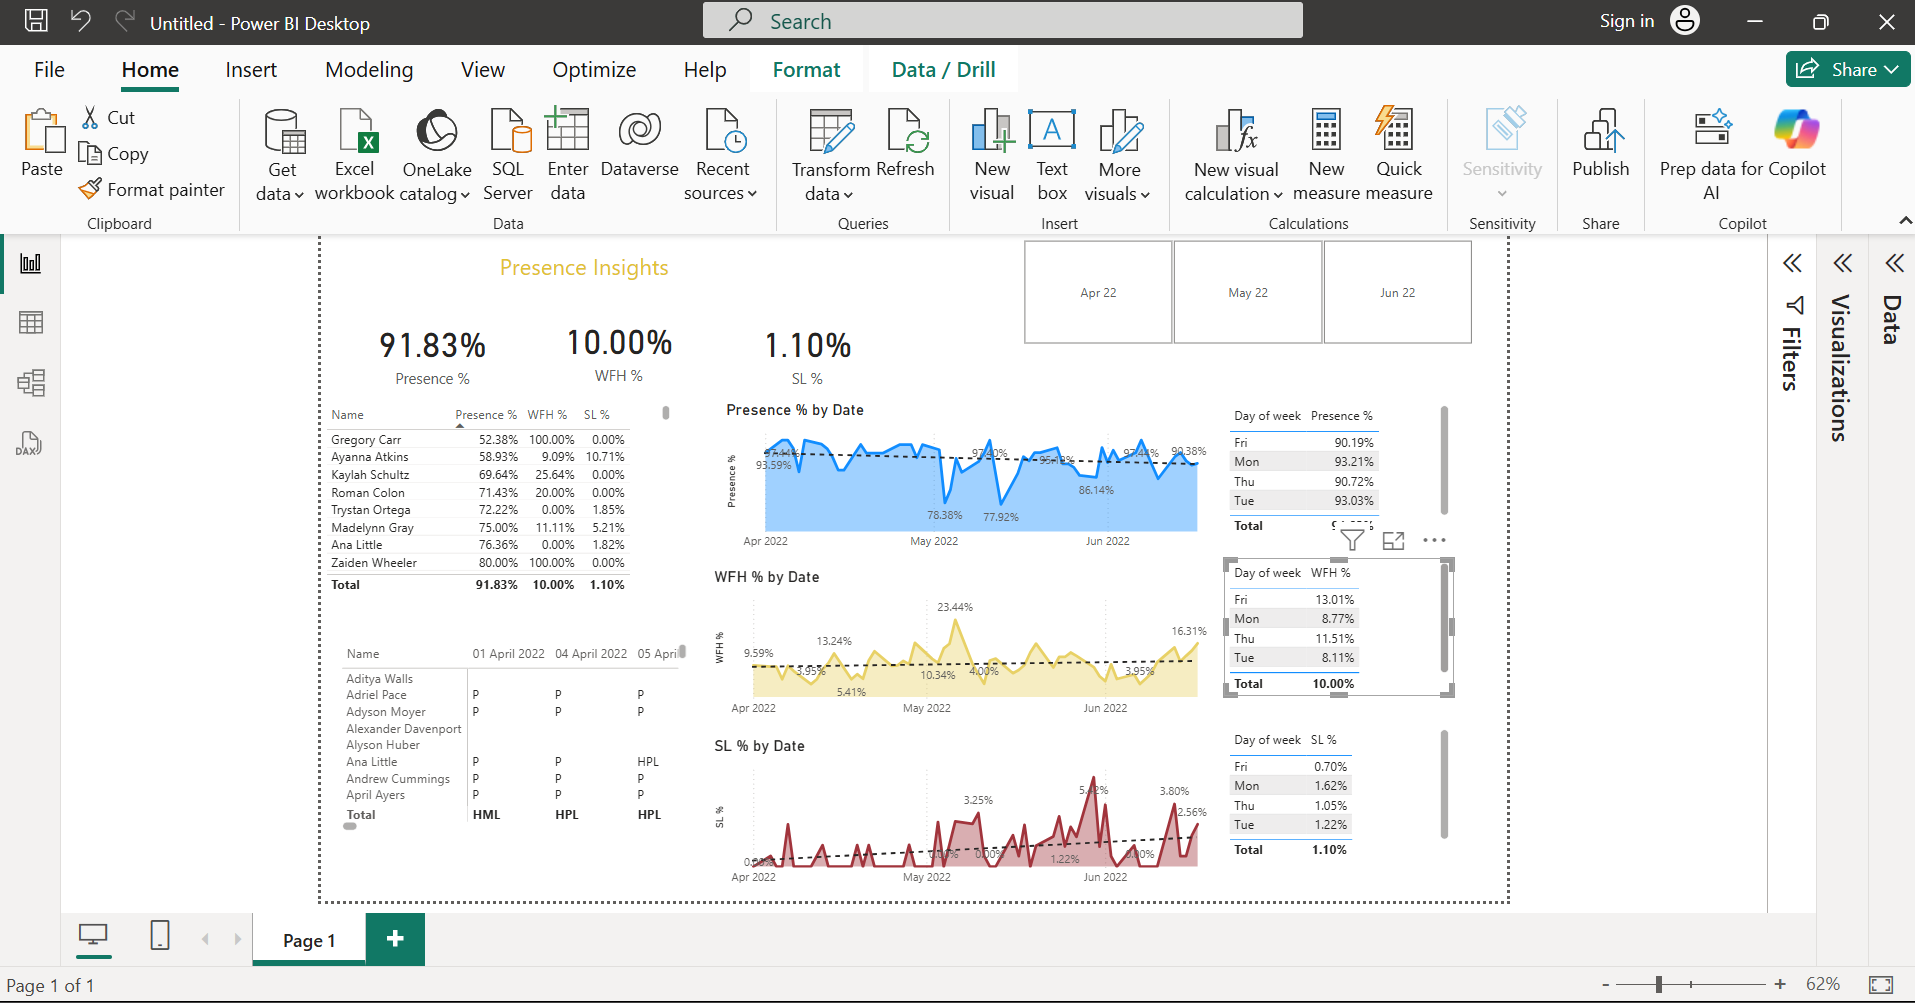 Untitled - Power BI Desktop
Search
Sign in
File Home Insert Modeling View Optimize Help Format Data / Drill
Share
Paste
Cut
Copy
Format painter
Clipboard
Get data
Excel workbook
OneLake catalog
SQL Server
Enter data
Dataverse
Recent sources
Data
Transform data
Refresh
Queries
New visual
Text box
More visuals
Insert
New visual calculation
New measure
Quick measure
Calculations
Sensitivity
Sensitivity
Publish
Share
Prep data for AI
Copilot
Copilot
Presence Insights
Apr 22 May 22 Jun 22
91.83%
Presence %
10.00%
WFH %
1.10%
SL %
Name Presence % WFH % SL %
Gregory Carr 52.38% 100.00% 0.00%
Ayanna Atkins 58.93% 9.09% 10.71%
Kaylah Schultz 69.64% 25.64% 0.00%
Roman Colon 71.43% 20.00% 0.00%
Trystan Ortega 72.22% 0.00% 1.85%
Madelynn Gray 75.00% 11.11% 5.21%
Ana Little 76.36% 0.00% 1.82%
Zaiden Wheeler 80.00% 100.00% 0.00%
Total 91.83% 10.00% 1.10%
Name 01 April 2022 04 April 2022 05 Apri
Aditya Walls
Adriel Pace P P P
Adyson Moyer P P P
Alexander Davenport
Alyson Huber
Ana Little P P HPL
Andrew Cummings P P P
April Ayers P P P
Total HML HPL HPL
Presence % by Date
Presence %
97.44%
93.59%
78.38%
77.92%
86.14%
97.44%
90.38%
Apr 2022 May 2022 Jun 2022
WFH % by Date
WFH %
9.59%
3.95%
13.24%
5.41%
10.34%
23.44%
4.00%
3.95%
16.31%
Apr 2022 May 2022 Jun 2022
SL % by Date
SL %
0.00%
0.00%
3.25%
0.00%
1.22%
0.00%
3.80%
2.56%
Apr 2022 May 2022 Jun 2022
Day of week Presence %
Fri 90.19%
Mon 93.21%
Thu 90.72%
Tue 93.03%
Total
Day of week WFH %
Fri 13.01%
Mon 8.77%
Thu 11.51%
Tue 8.11%
Total 10.00%
Day of week SL %
Fri 0.70%
Mon 1.62%
Thu 1.05%
Tue 1.22%
Total 1.10%
Filters
Visualizations
Data
DAX
Page 1
Page 1 of 1
62%